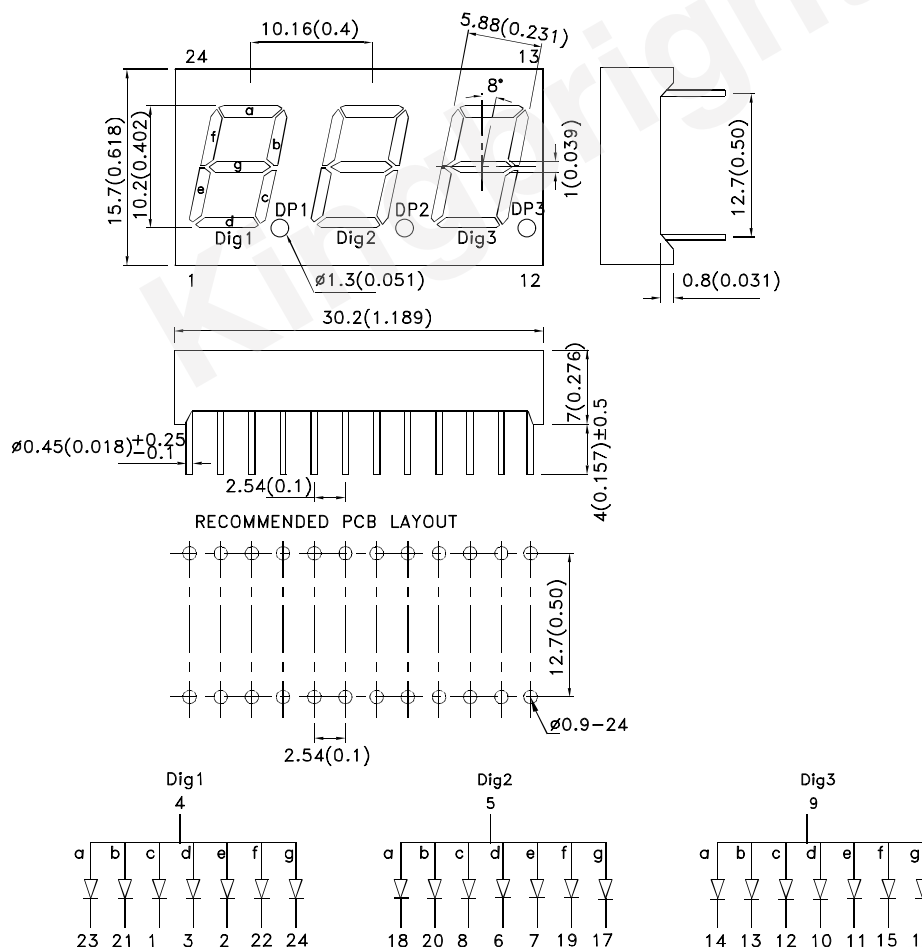 10.16(0.4)
5.88(0.231)
24
13
8°
a
f
b
g
e
c
d
DP1
DP2
DP3
Dig1
Dig2
Dig3
15.7(0.618)
10.2(0.402)
1(0.039)
12.7(0.50)
1
ø1.3(0.051)
12
0.8(0.031)
30.2(1.189)
7(0.276)
ø0.45(0.018)+0.25
−0.1
4(0.157)±0.5
2.54(0.1)
RECOMMENDED PCB LAYOUT
12.7(0.50)
ø0.9−24
2.54(0.1)
Dig1
4
a b c d e f g
23 21 1 3 2 22 24
Dig2
5
a b c d e f g
18 20 8 6 7 19 17
Dig3
9
a b c d e f g
14 13 12 10 11 15
Kingbright